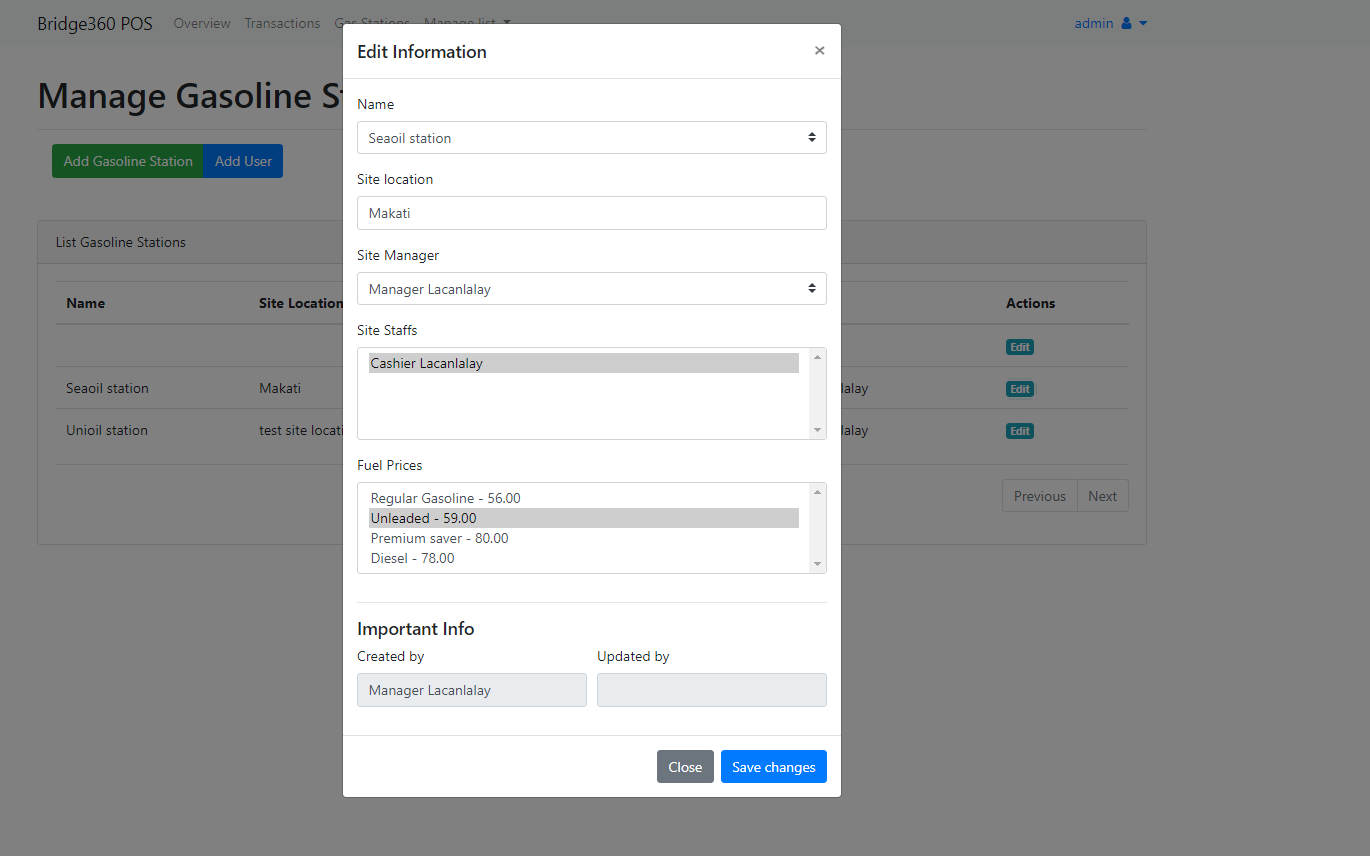 Bridge360 POS Overview Transactions Gas Stations Manage list admin
Manage Gasoline St
Add Gasoline Station Add User
List Gasoline Stations
Name Site Location Actions
Edit
Seaoil station Makati lalay Edit
Unioil station test site locati lalay Edit
Previous Next
Edit Information ×
Name
Seaoil station
Site location
Makati
Site Manager
Manager Lacanlalay
Site Staffs
Cashier Lacanlalay
Fuel Prices
Regular Gasoline - 56.00
Unleaded - 59.00
Premium saver - 80.00
Diesel - 78.00
Important Info
Created by Updated by
Manager Lacanlalay
Close Save changes